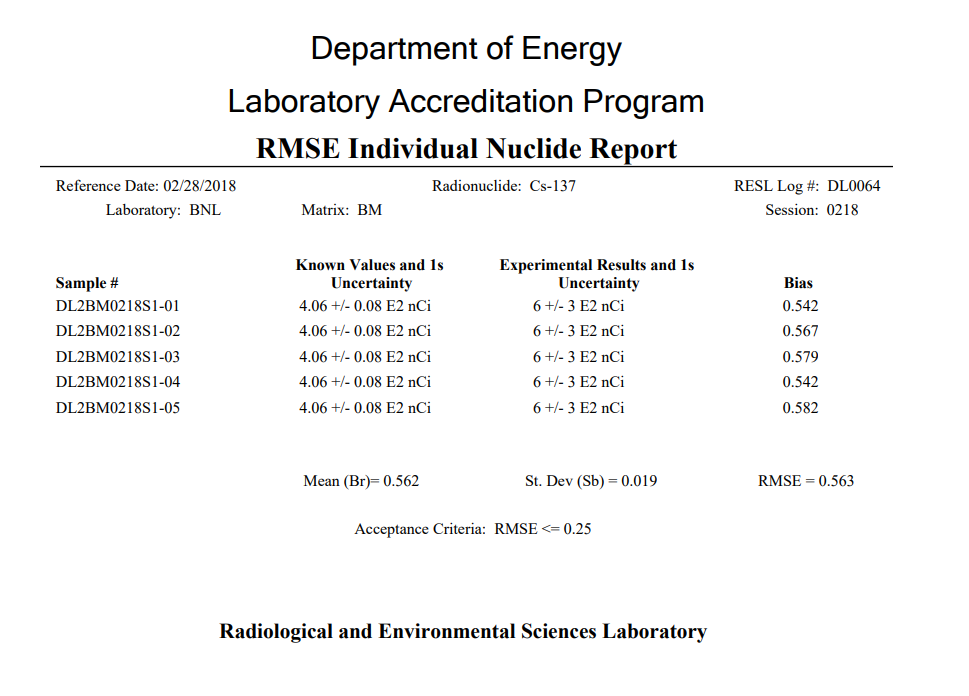 Department of Energy
Laboratory Accreditation Program
RMSE Individual Nuclide Report
Reference Date: 02/28/2018 Radionuclide: Cs-137 RESL Log #: DL0064
Laboratory: BNL Matrix: BM Session: 0218
Known Values and 1s Experimental Results and 1s
Sample # Uncertainty Uncertainty Bias
DL2BM0218S1-01 4.06 +/- 0.08 E2 nCi 6 +/- 3 E2 nCi 0.542
DL2BM0218S1-02 4.06 +/- 0.08 E2 nCi 6 +/- 3 E2 nCi 0.567
DL2BM0218S1-03 4.06 +/- 0.08 E2 nCi 6 +/- 3 E2 nCi 0.579
DL2BM0218S1-04 4.06 +/- 0.08 E2 nCi 6 +/- 3 E2 nCi 0.542
DL2BM0218S1-05 4.06 +/- 0.08 E2 nCi 6 +/- 3 E2 nCi 0.582
Mean (Br)= 0.562 St. Dev (Sb) = 0.019 RMSE = 0.563
Acceptance Criteria: RMSE <= 0.25
Radiological and Environmental Sciences Laboratory